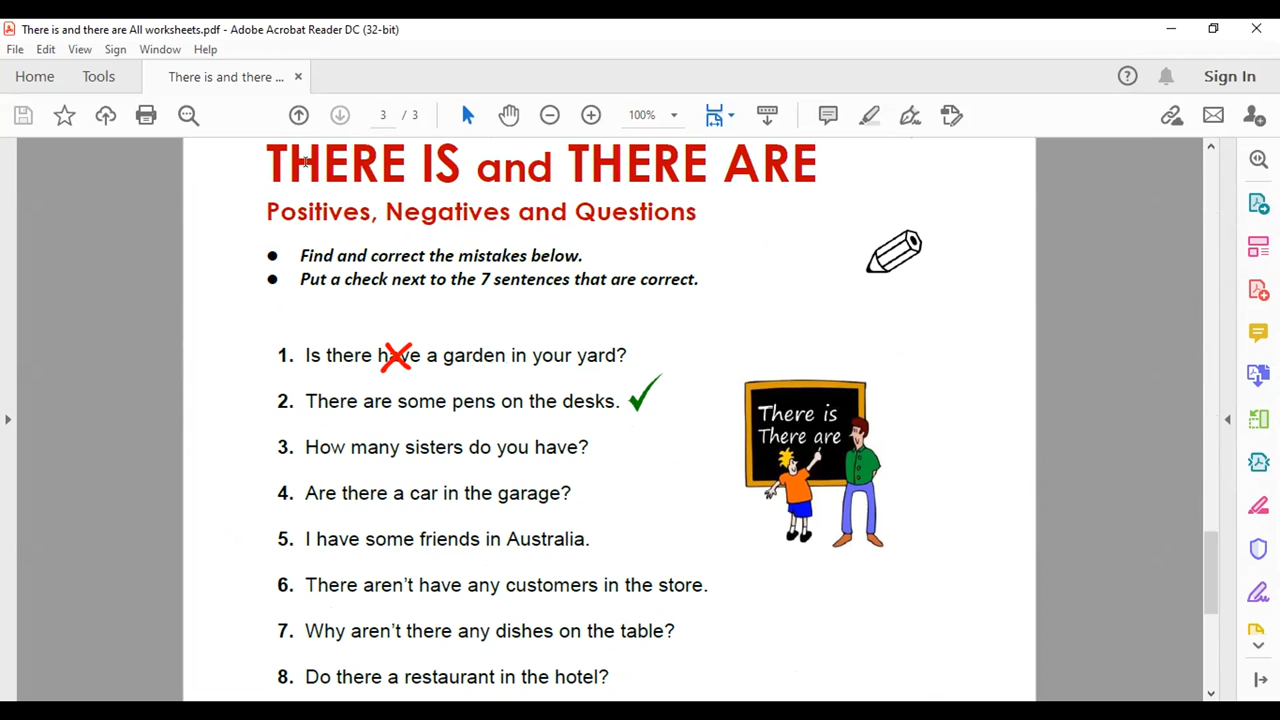 There is and there are All worksheets.pdf - Adobe Acrobat Reader DC (32-bit)
File Edit View Sign Window Help
Home Tools There is and there ... × Sign In
3 / 3 100%
THERE IS and THERE ARE
Positives, Negatives and Questions
● Find and correct the mistakes below.
● Put a check next to the 7 sentences that are correct.
1. Is there have a garden in your yard?
2. There are some pens on the desks.
There is
There are
3. How many sisters do you have?
4. Are there a car in the garage?
5. I have some friends in Australia.
6. There aren't have any customers in the store.
7. Why aren't there any dishes on the table?
8. Do there a restaurant in the hotel?